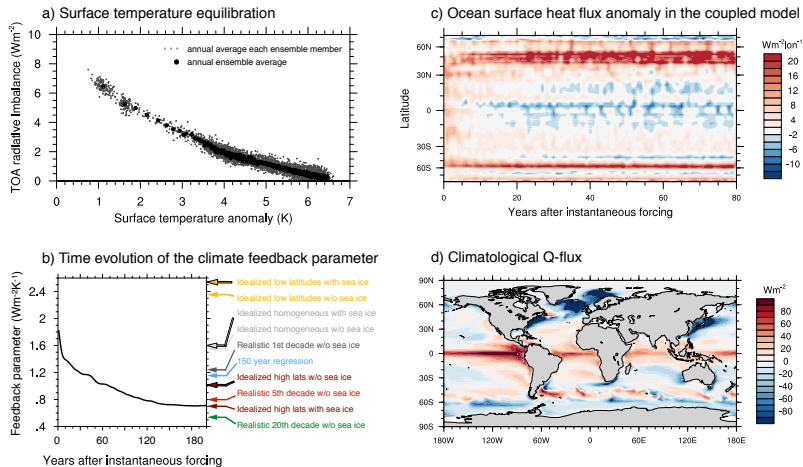 a) Surface temperature equilibration
TOA radiative Imbalance (Wm⁻²)
10
8
6
4
2
0
annual average each ensemble member
annual ensemble average
0 1 2 3 4 5 6 7
Surface temperature anomaly (K)
c) Ocean surface heat flux anomaly in the coupled model
Latitude
60N
30N
0
30S
60S
0 10 20 30 40 50 60 70 80
Years after instantaneous forcing
Wm⁻²lon⁻¹
20
16
12
8
4
0
-2
-6
-10
b) Time evolution of the climate feedback parameter
Feedback parameter (Wm⁻²K⁻¹)
2.6
2.2
1.8
1.4
1.2
.8
.4
0 30 60 90 120 150 180
Years after instantaneous forcing
Idealized low latitudes with sea ice
Idealized low latitudes w/o sea ice
Idealized homogeneous with sea ice
Idealized homogeneous w/o sea ice
Realistic 1st decade w/o sea ice
150 year regression
Idealized high lats w/o sea ice
Realistic 5th decade w/o sea ice
Idealized high lats with sea ice
Realistic 20th decade w/o sea ice
d) Climatological Q-flux
90N
60N
30N
0
30S
60S
90S
180W 120W 60W 0 60E 120E 180E
Wm⁻²
80
60
40
20
0
-20
-40
-60
-80